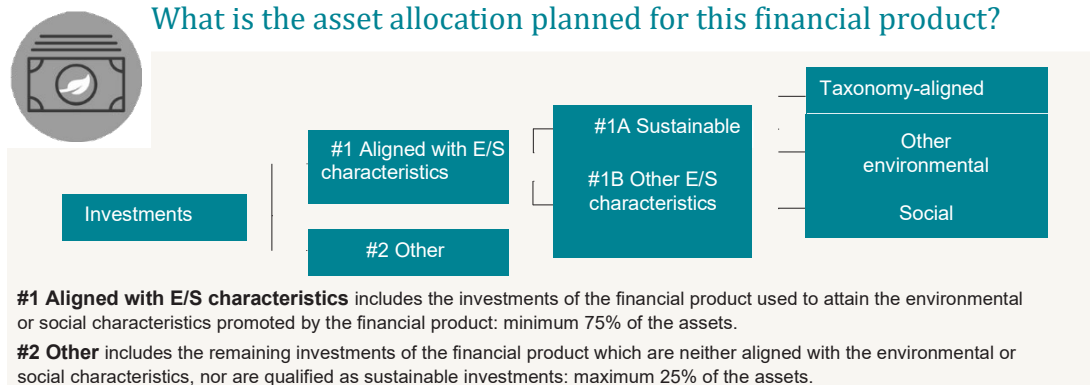 What is the asset allocation planned for this financial product?
Investments
#1 Aligned with E/S
characteristics
#2 Other
#1A Sustainable
#1B Other E/S
characteristics
Taxonomy-aligned
Other
environmental
Social
#1 Aligned with E/S characteristics includes the investments of the financial product used to attain the environmental
or social characteristics promoted by the financial product: minimum 75% of the assets.
#2 Other includes the remaining investments of the financial product which are neither aligned with the environmental or
social characteristics, nor are qualified as sustainable investments: maximum 25% of the assets.